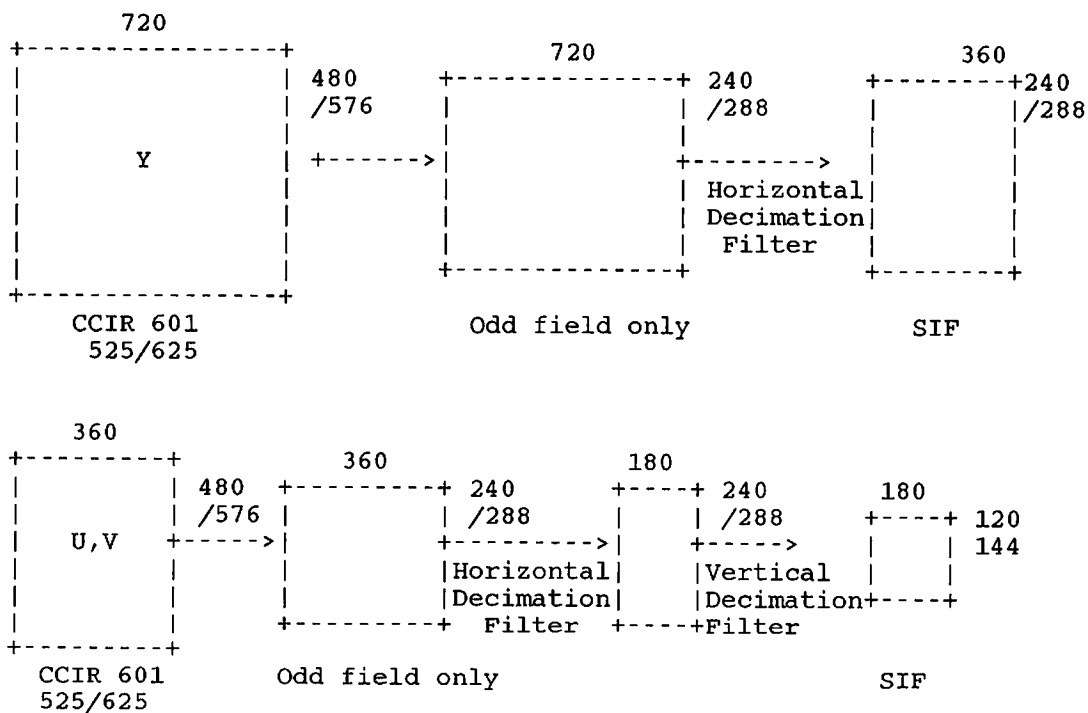 720
480
/576
Y
CCIR 601
525/625
720
240
/288
Odd field only
Horizontal
Decimation
Filter
360
240
/288
SIF
360
480
/576
U,V
CCIR 601
525/625
360
240
/288
Odd field only
Horizontal
Decimation
Filter
180
240
/288
Vertical
Decimation
Filter
180
120
144
SIF